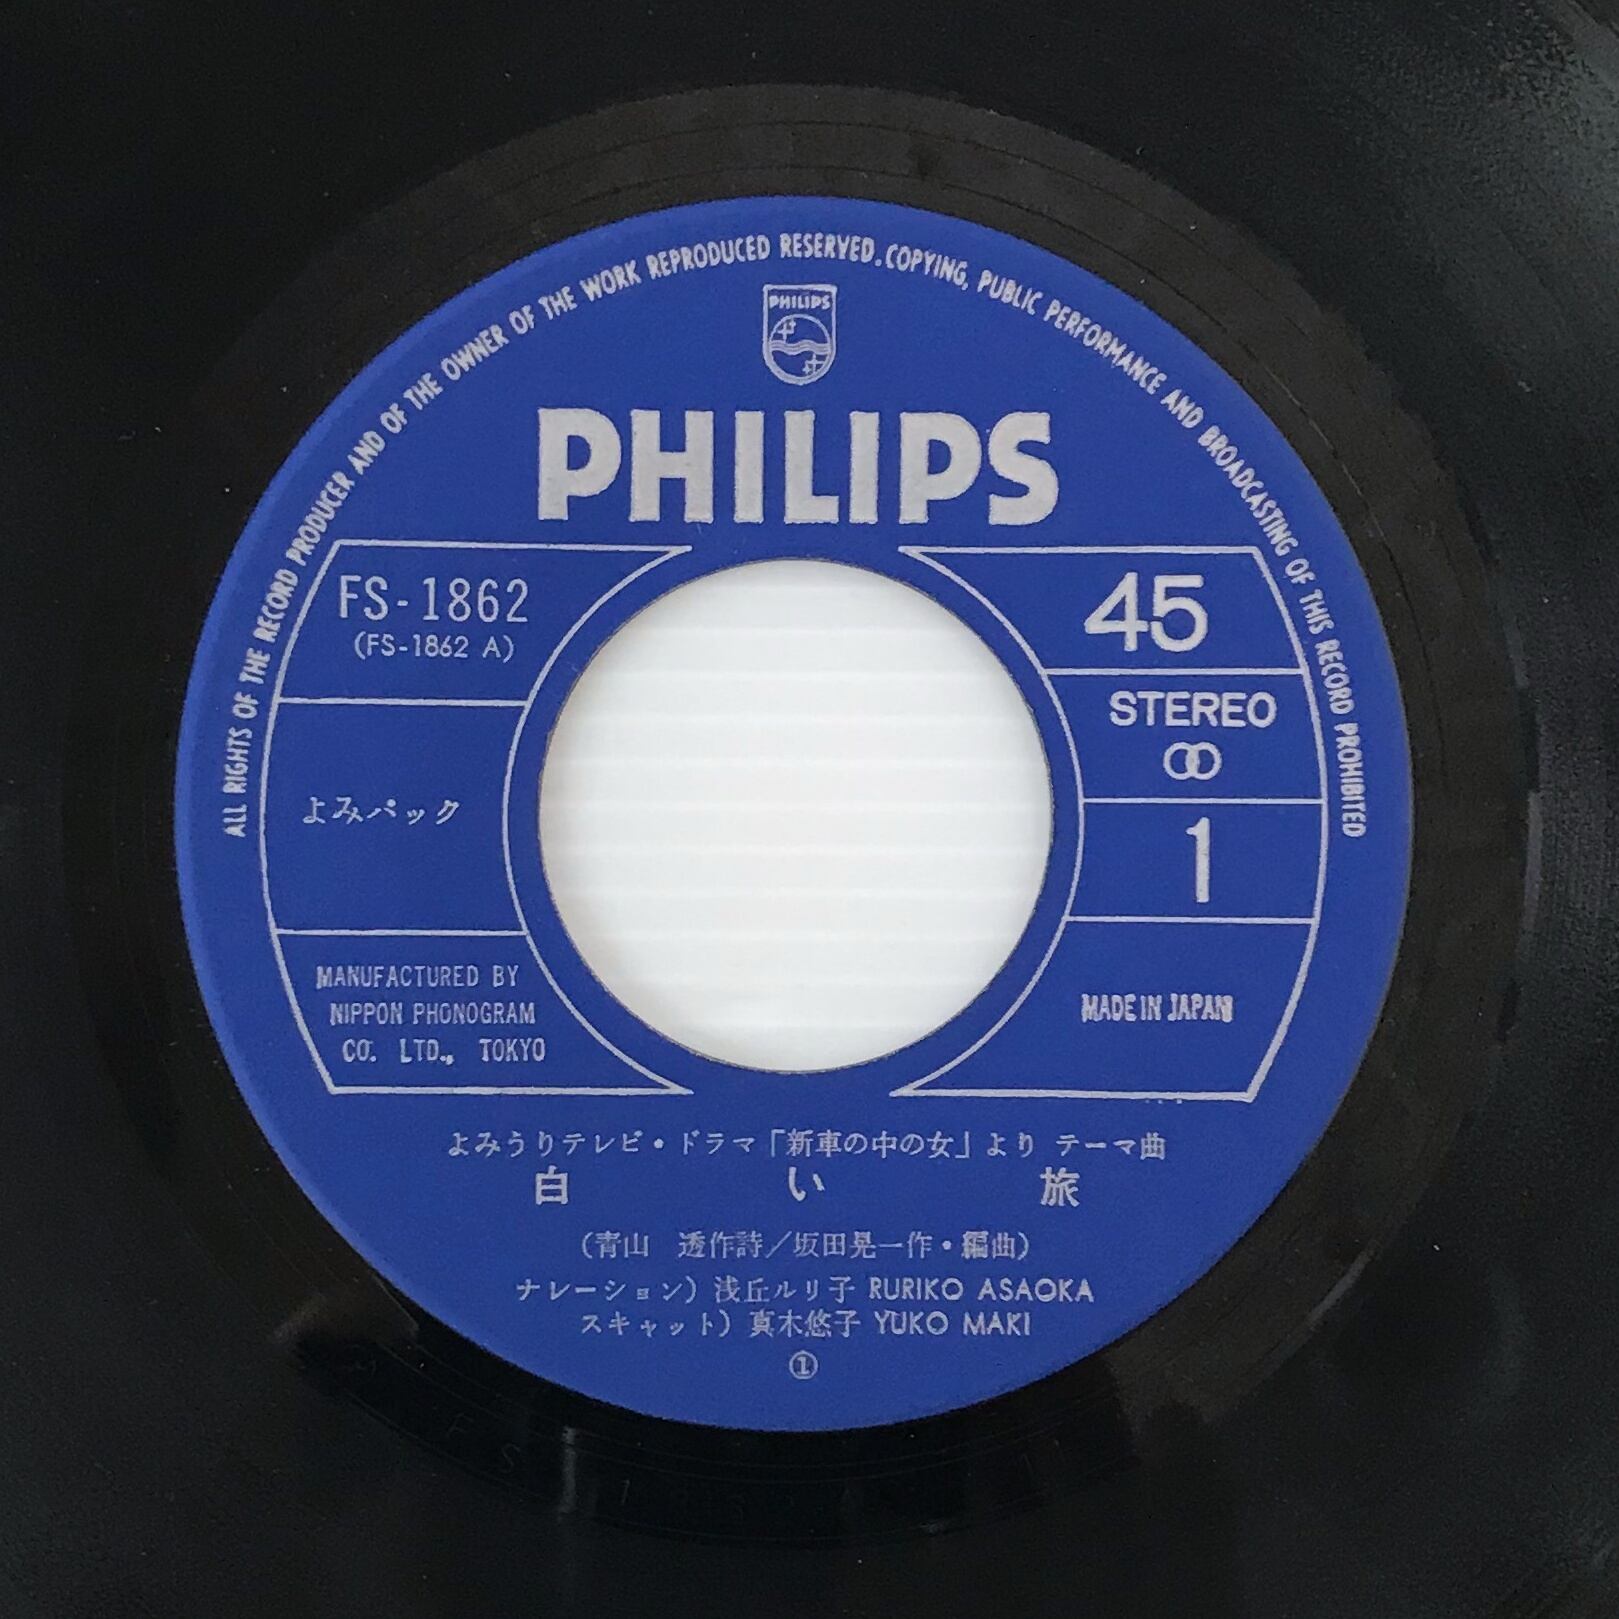 ALL RIGHTS OF THE RECORD PRODUCER AND OF THE OWNER OF THE WORK REPRODUCED RESERVED. COPYING, PUBLIC PERFORMANCE AND BROADCASTING OF THIS RECORD PROHIBITED
PHILIPS
PHILIPS
FS-1862
(FS-1862 A)
よみパック
MANUFACTURED BY
NIPPON PHONOGRAM
CO. LTD., TOKYO
45
STEREO
1
MADE IN JAPAN
よみうりテレビ・ドラマ「新車の中の女」より テーマ曲
白い旅
(青山 透作詩/坂田晃一作・編曲)
ナレーション) 浅丘ルリ子 RURIKO ASAOKA
スキャット) 真木悠子 YUKO MAKI
①